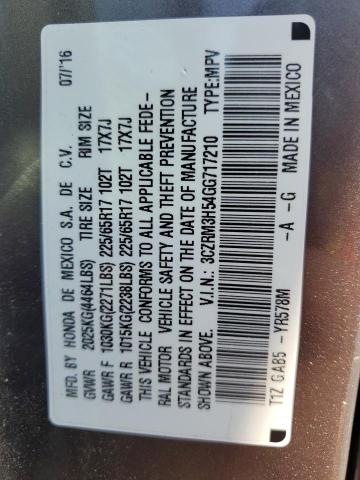 MFD. BY HONDA DE MEXICO S.A. DE C.V. 07/'16
GVWR 2025KG(4464LBS) TIRE SIZE RIM SIZE
GAWR F 1030KG(2271LBS) 225/65R17 102T 17X7J
GAWR R 1015KG(2238LBS) 225/65R17 102T 17X7J
THIS VEHICLE CONFORMS TO ALL APPLICABLE FEDE-
RAL MOTOR VEHICLE SAFETY AND THEFT PREVENTION
STANDARDS IN EFFECT ON THE DATE OF MANUFACTURE
SHOWN ABOVE. V.I.N.: 3CZRM3H54GG717210 TYPE:MPV
T1Z G AB5 -YR578M -A -G MADE IN MEXICO